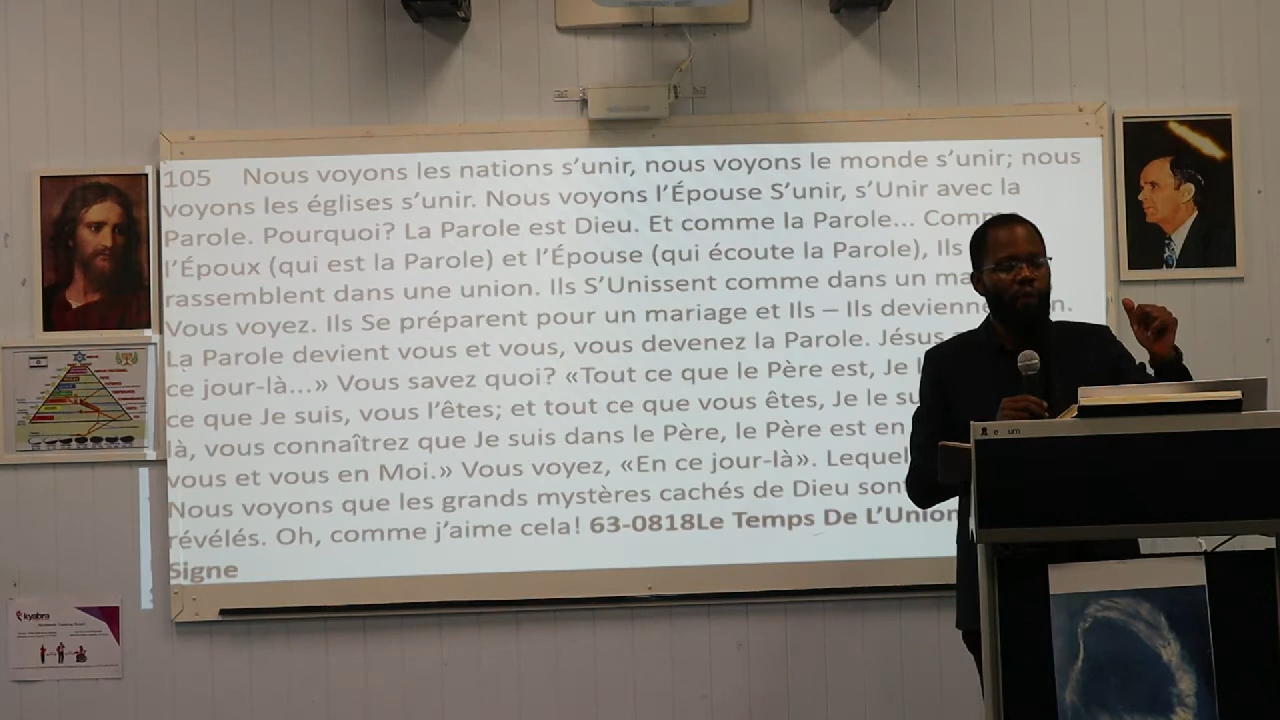 105 Nous voyons les nations s’unir, nous voyons le monde s’unir; nous
voyons les églises s’unir. Nous voyons l’Épouse S’unir, s’Unir avec la
Parole. Pourquoi? La Parole est Dieu. Et comme la Parole...
l’Époux (qui est la Parole) et l’Épouse (qui écoute la Parole), Ils
rassemblent dans une union. Ils S’Unissent comme dans un
Vous voyez. Ils Se préparent pour un mariage et Ils – Ils
La Parole devient vous et vous, vous devenez la Parole. Jésus
ce jour-là...» Vous savez quoi? «Tout ce que le Père est, Je
ce que Je suis, vous l’êtes; et tout ce que vous êtes, Je le
là, vous connaîtrez que Je suis dans le Père, le Père est en
vous et vous en Moi.» Vous voyez, «En ce jour-là». Lequel
Nous voyons que les grands mystères cachés de Dieu sont
révélés. Oh, comme j’aime cela! 63-0818Le Temps De L’Union
Signe
kyabra